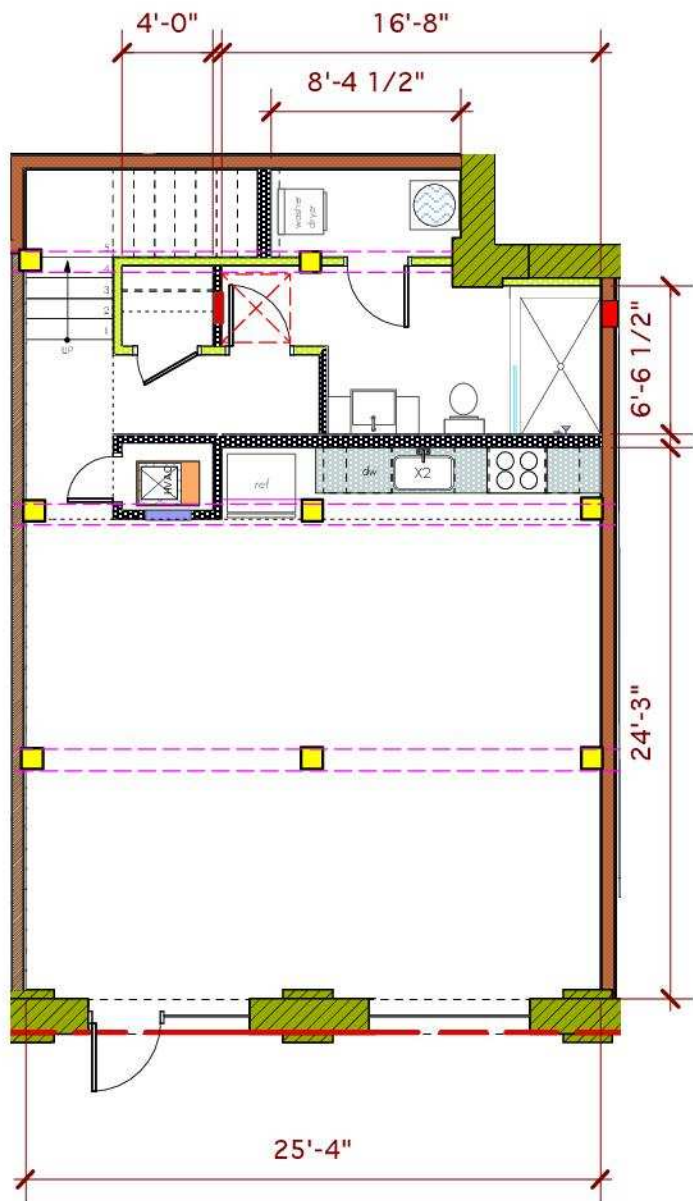 4'-0"
16'-8"
8'-4 1/2"
washer
dryer
5
4
3
2
1
up
6'-6 1/2"
HVAC
ref
dw
X2
24'-3"
25'-4"